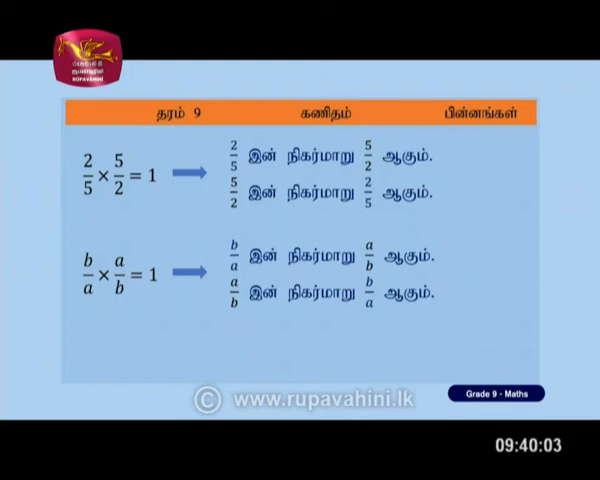 RUPAVAHINI
தரம் 9 கணிதம் பின்னங்கள்
2/5 × 5/2 = 1 → 2/5 இன் நிகர்மாறு 5/2 ஆகும்.
5/2 இன் நிகர்மாறு 2/5 ஆகும்.
b/a × a/b = 1 → b/a இன் நிகர்மாறு a/b ஆகும்.
a/b இன் நிகர்மாறு b/a ஆகும்.
Grade 9 - Maths
© www.rupavahini.lk
09:40:03